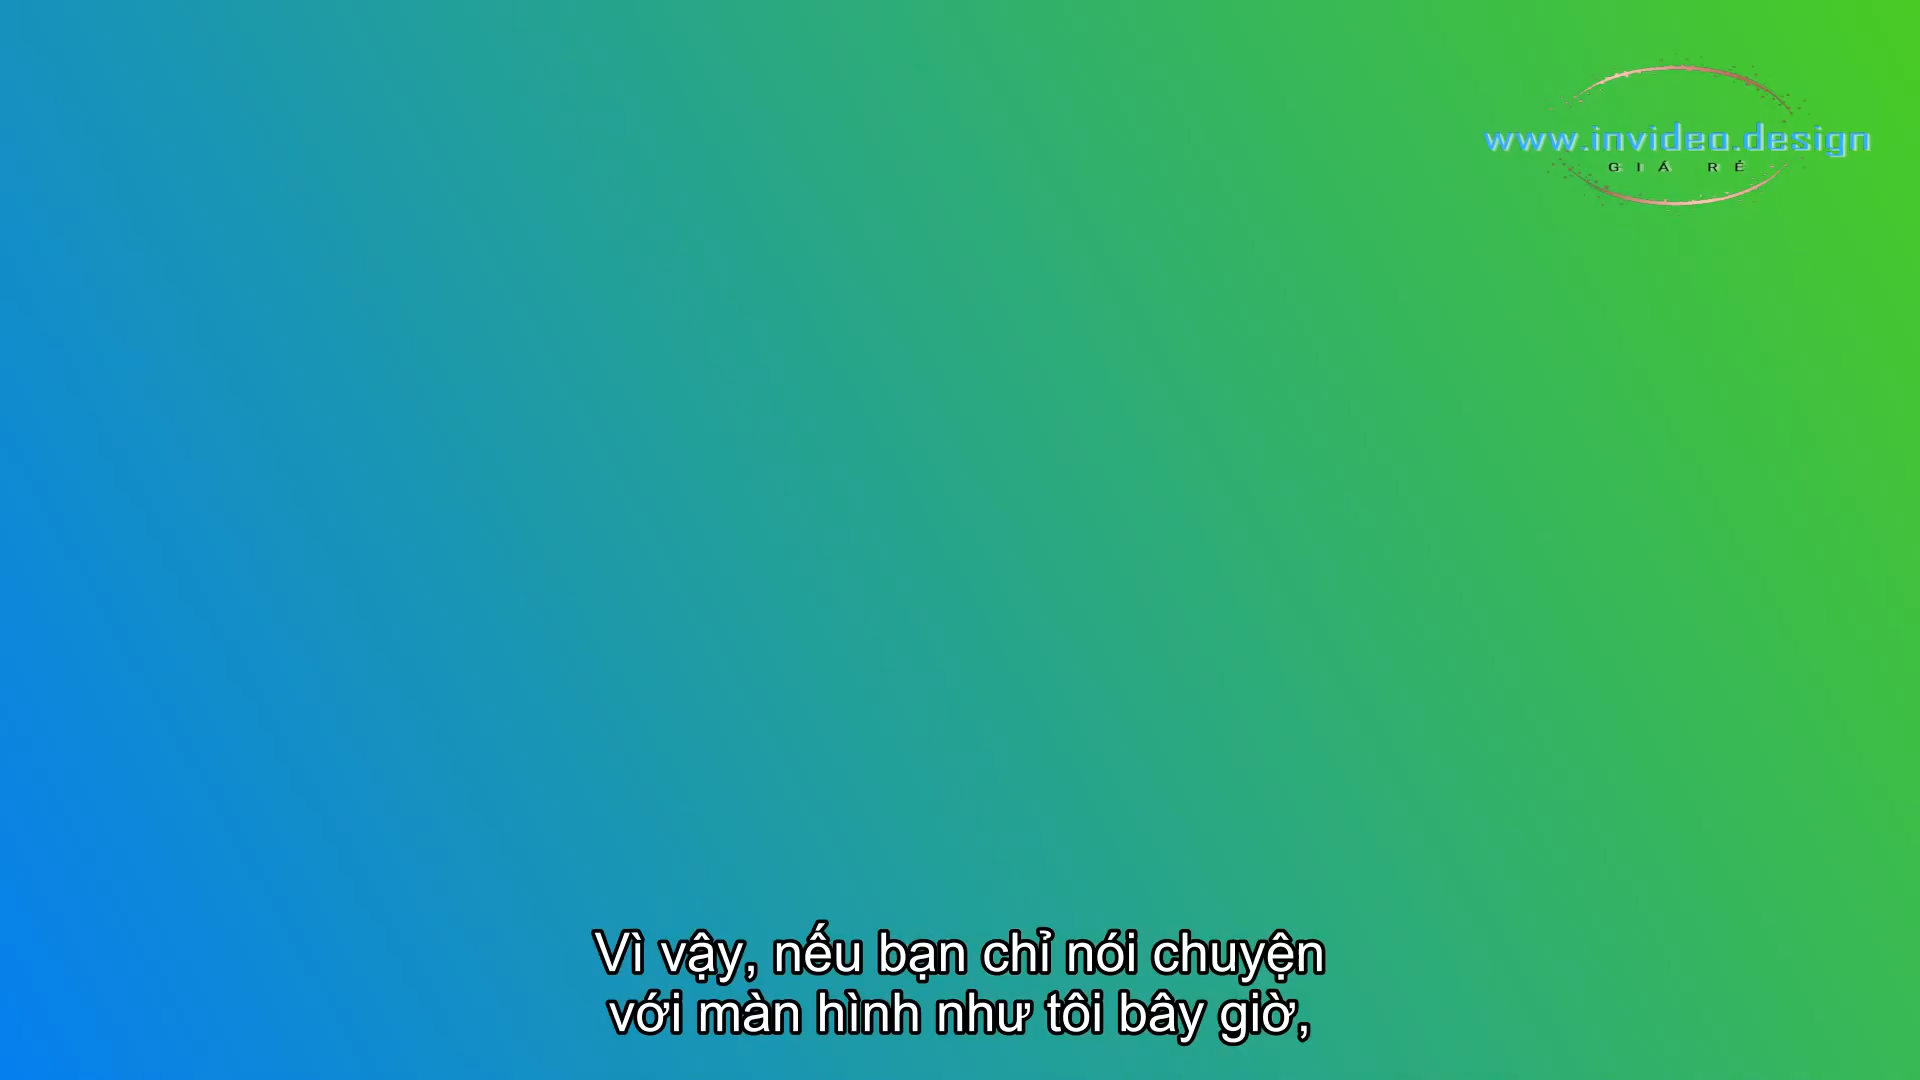 www.invideo.design
GIÁ RẺ
Vì vậy, nếu bạn chỉ nói chuyện
với màn hình như tôi bây giờ,